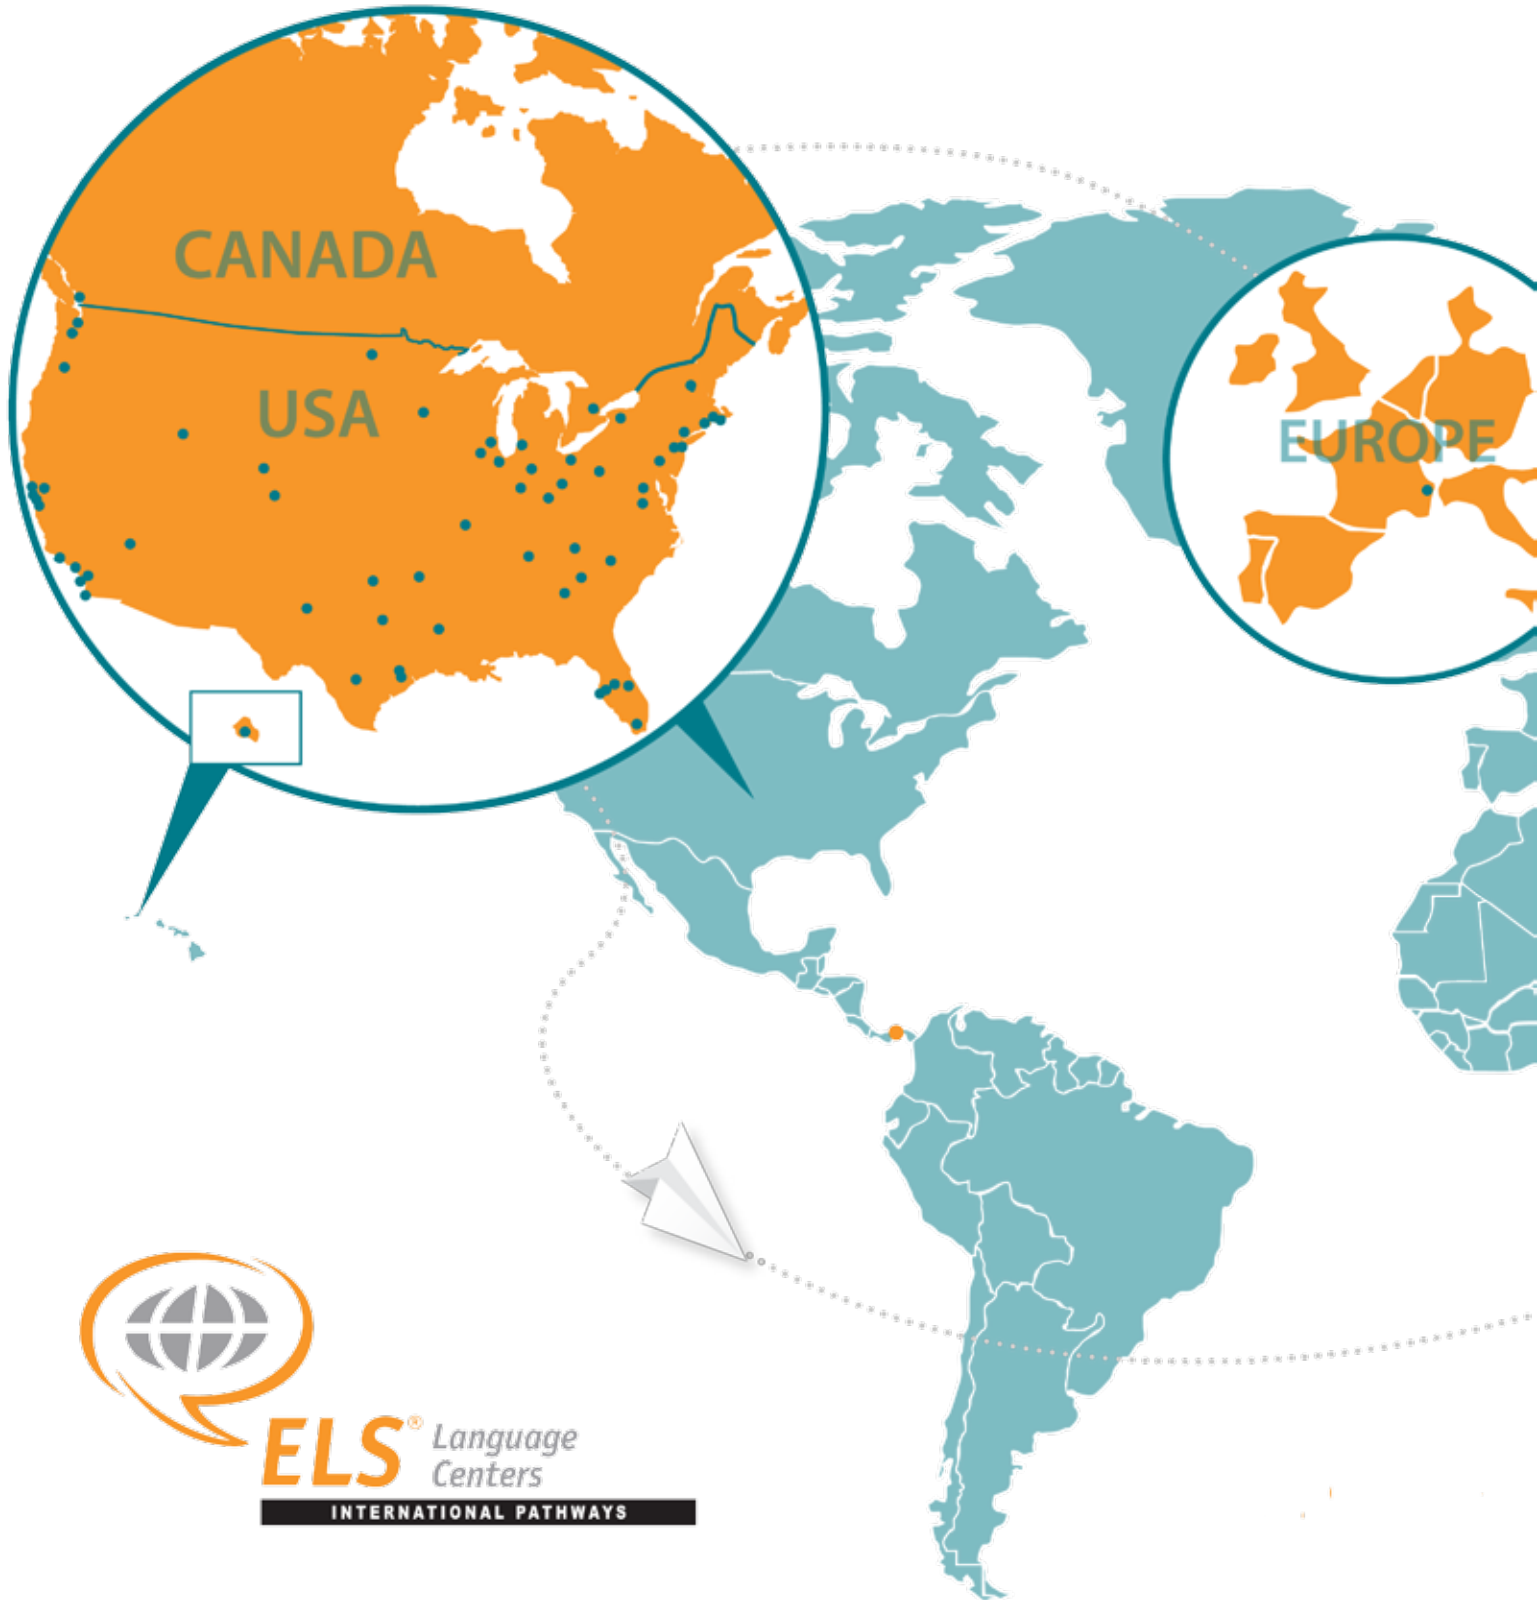 CANADA
USA
EUROPE
ELS® Language
Centers
INTERNATIONAL PATHWAYS